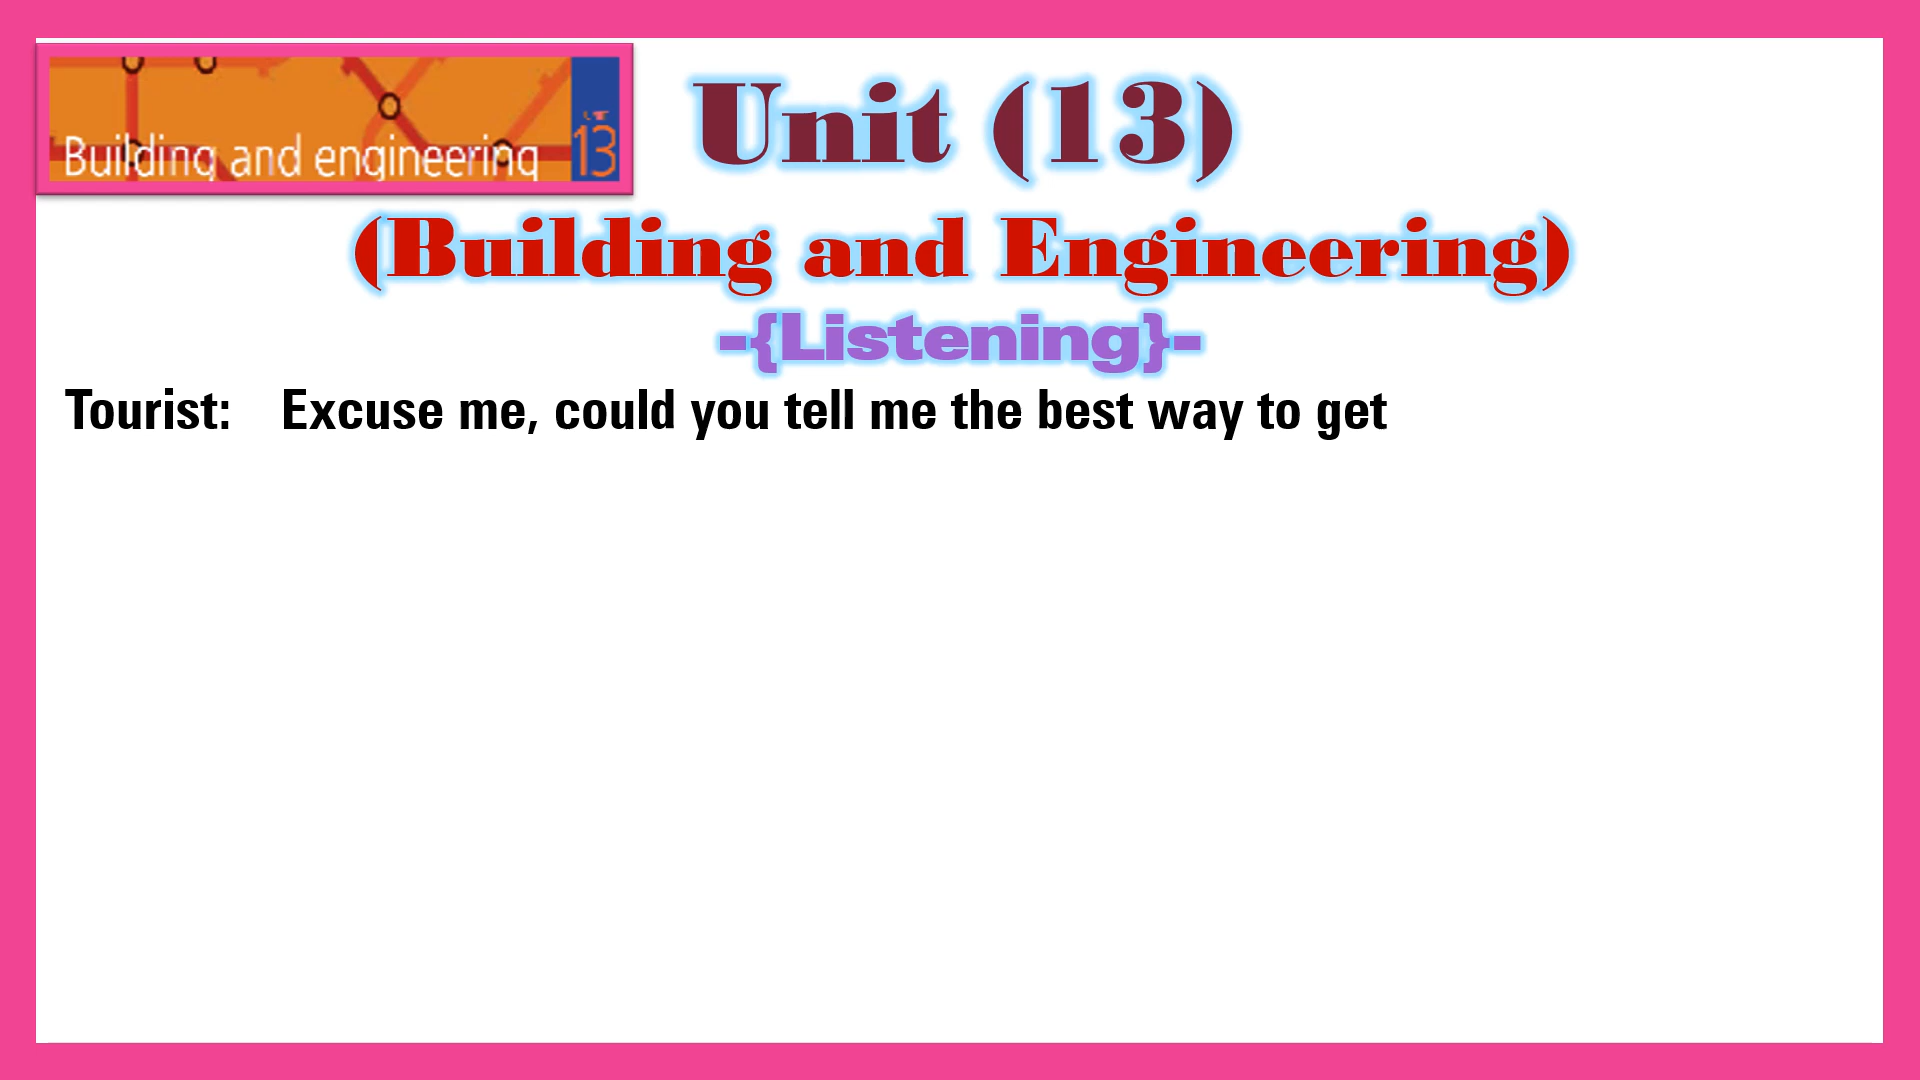 Building and engineering 13
Unit (13)
(Building and Engineering)
-{Listening}-
Tourist: Excuse me, could you tell me the best way to get